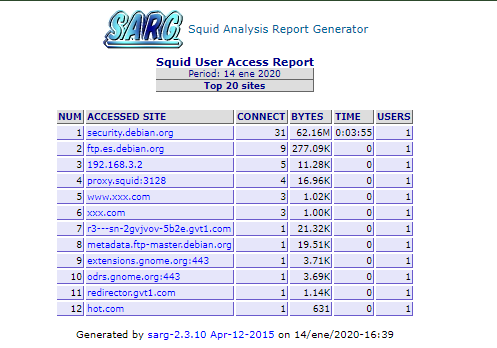 SARG Squid Analysis Report Generator
Squid User Access Report
Period: 14 ene 2020
Top 20 sites
NUM ACCESSED SITE CONNECT BYTES TIME USERS
1 security.debian.org 31 62.16M 0:03:55 1
2 ftp.es.debian.org 9 277.09K 0 1
3 192.168.3.2 5 11.28K 0 1
4 proxy.squid:3128 4 16.96K 0 1
5 www.xxx.com 3 1.02K 0 1
6 xxx.com 3 1.00K 0 1
7 r3---sn-2gvjvov-5b2e.gvt1.com 1 21.32K 0 1
8 metadata.ftp-master.debian.org 1 19.51K 0 1
9 extensions.gnome.org:443 1 3.71K 0 1
10 odrs.gnome.org:443 1 3.69K 0 1
11 redirector.gvt1.com 1 1.14K 0 1
12 hot.com 1 631 0 1
Generated by sarg-2.3.10 Apr-12-2015 on 14/ene/2020-16:39